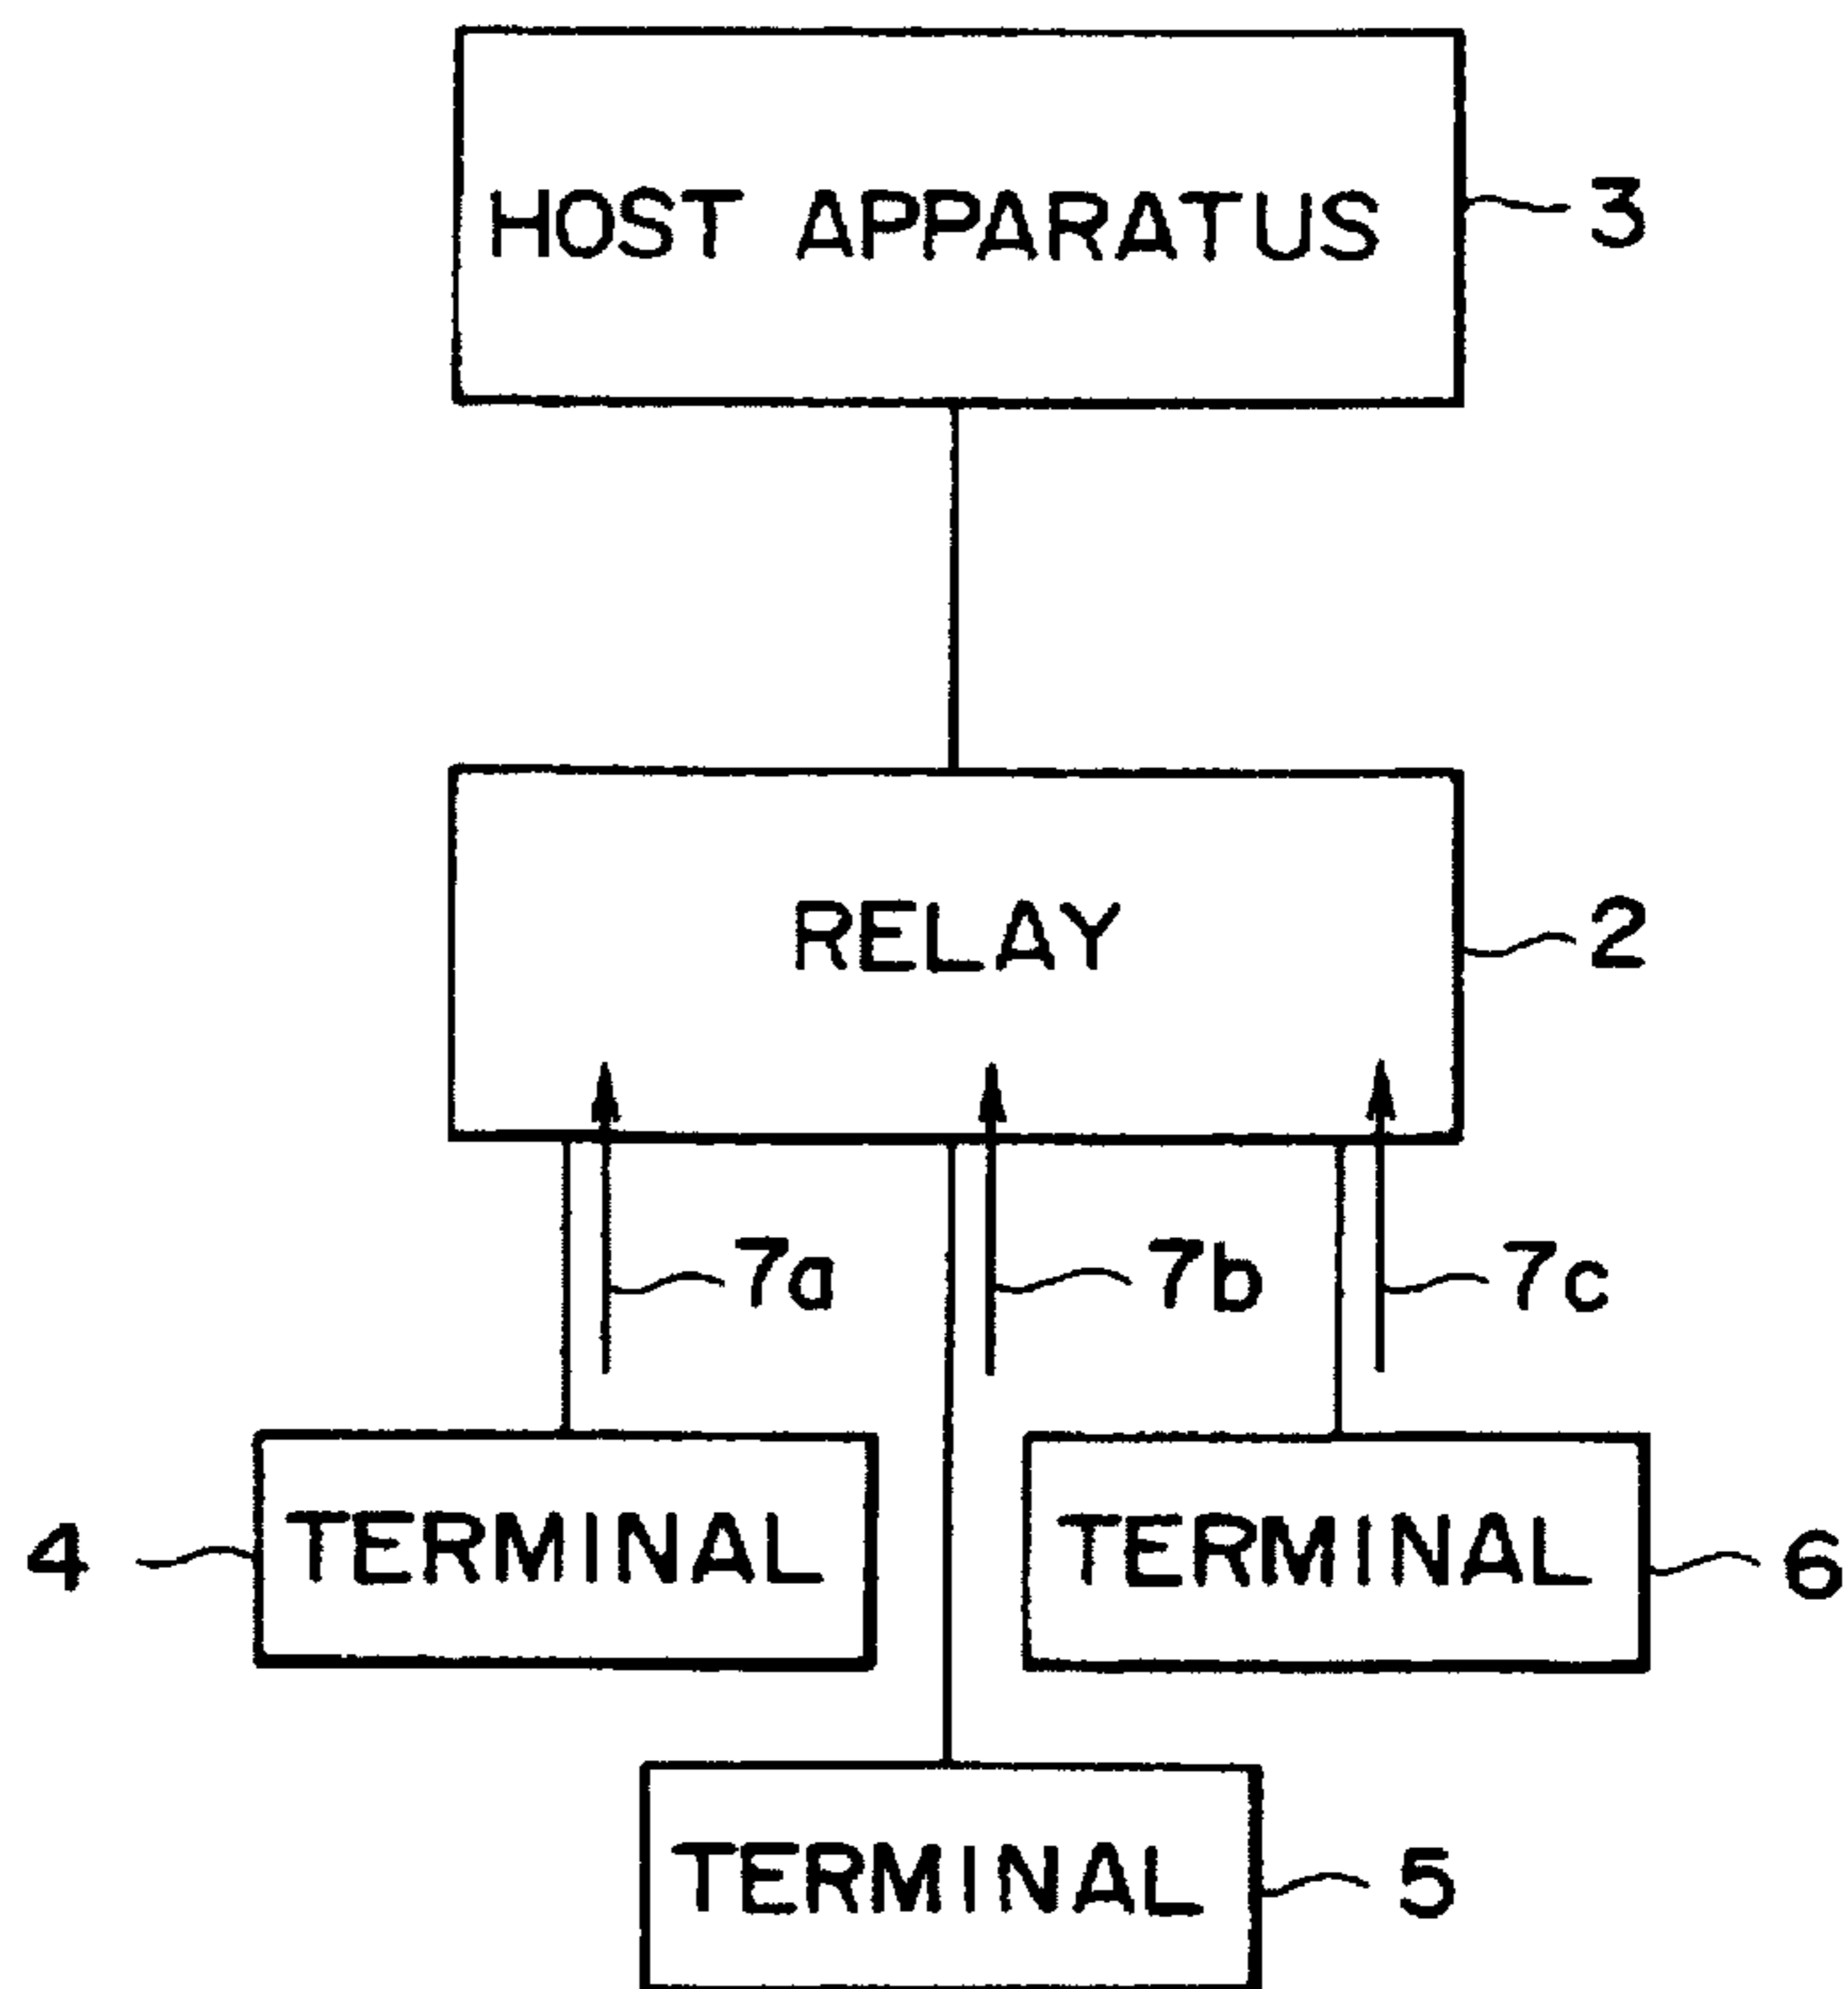 HOST APPARATUS
3
RELAY
2
7a
7b
7c
4
TERMINAL
TERMINAL
6
TERMINAL
5